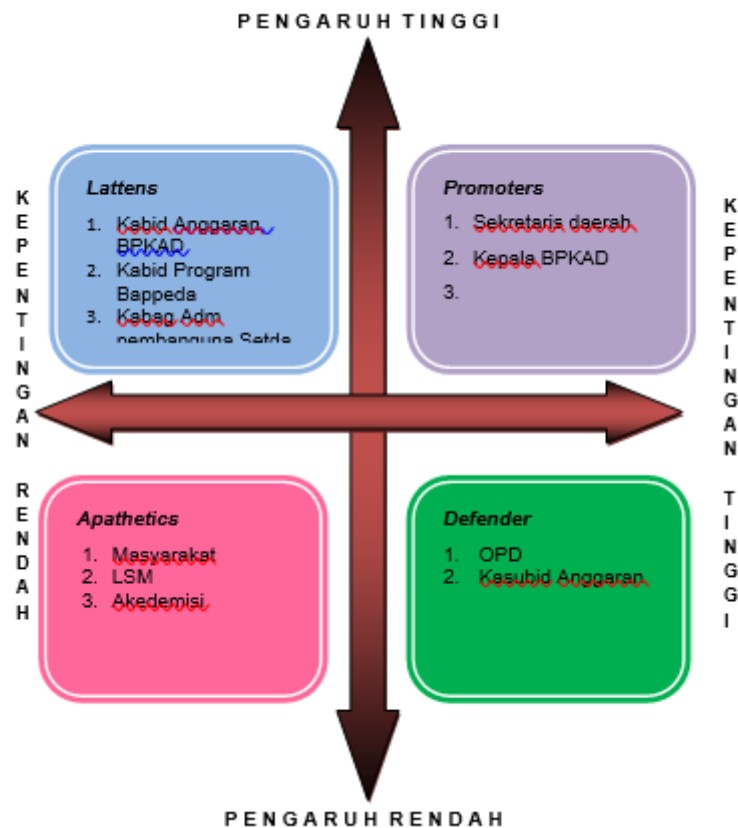 PENGARUH TINGGI
KEPENTINGAN RENDAH
Lattens
1. Kabid Anggaran
BPKAD
2. Kabid Program
Bappeda
3. Kabag Adm
pembanguna Setda
Promoters
1. Sekretaris daerah
2. Kepala BPKAD
3.
KEPENTINGAN TINGGI
Apathetics
1. Masyarakat
2. LSM
3. Akedemisi
Defender
1. OPD
2. Kasubid Anggaran
PENGARUH RENDAH